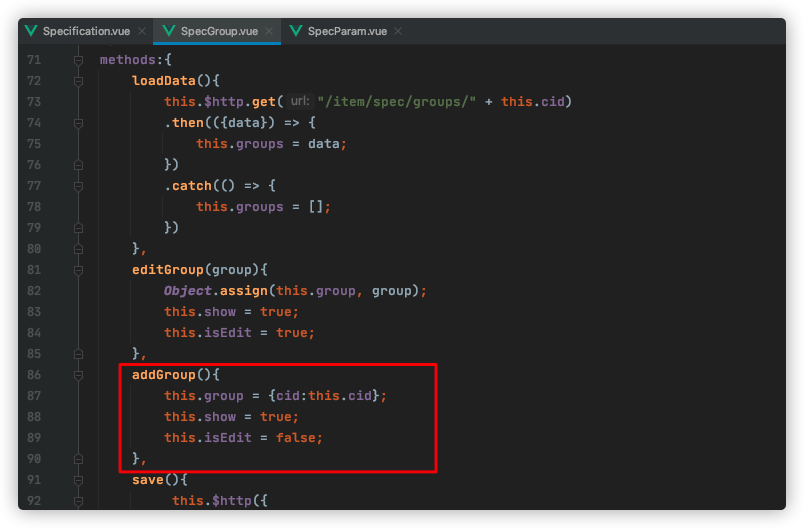 Specification.vue SpecGroup.vue SpecParam.vue
71 methods:{
72 loadData(){
73 this.$http.get( url: "/item/spec/groups/" + this.cid)
74 .then(({data}) => {
75 this.groups = data;
76 })
77 .catch(() => {
78 this.groups = [];
79 })
80 },
81 editGroup(group){
82 Object.assign(this.group, group);
83 this.show = true;
84 this.isEdit = true;
85 },
86 addGroup(){
87 this.group = {cid:this.cid};
88 this.show = true;
89 this.isEdit = false;
90 },
91 save(){
92 this.$http({